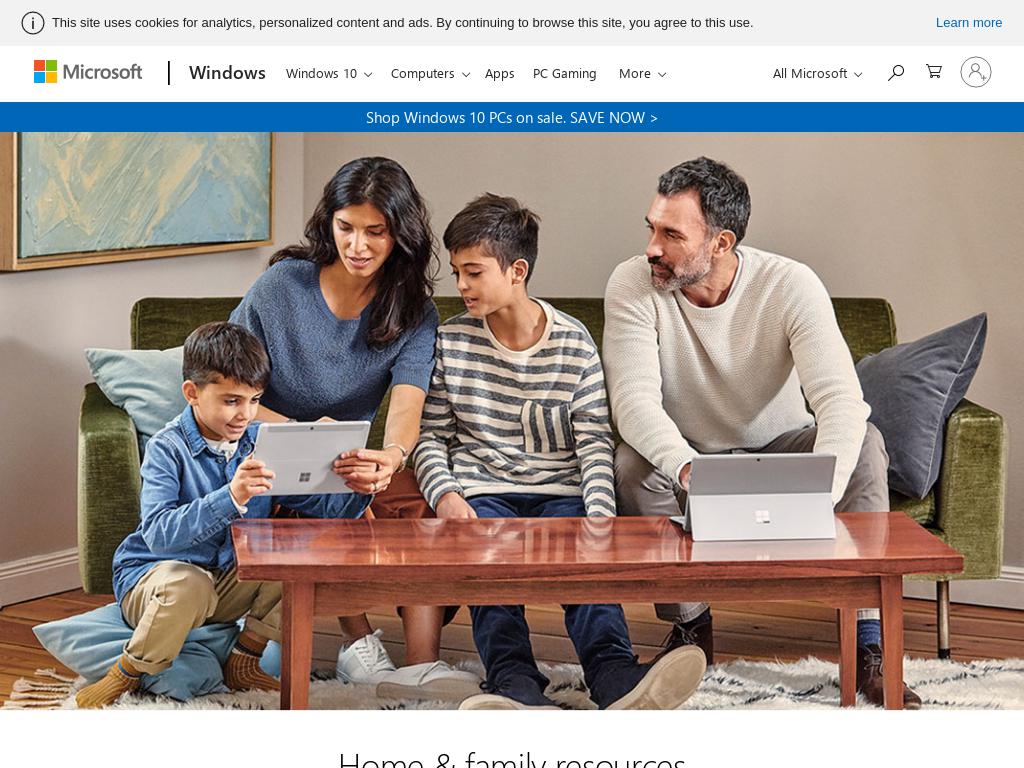 This site uses cookies for analytics, personalized content and ads. By continuing to browse this site, you agree to this use.
Learn more
Microsoft
Windows
Windows 10
Computers
Apps
PC Gaming
More
All Microsoft
Shop Windows 10 PCs on sale. SAVE NOW >
Home & family resources